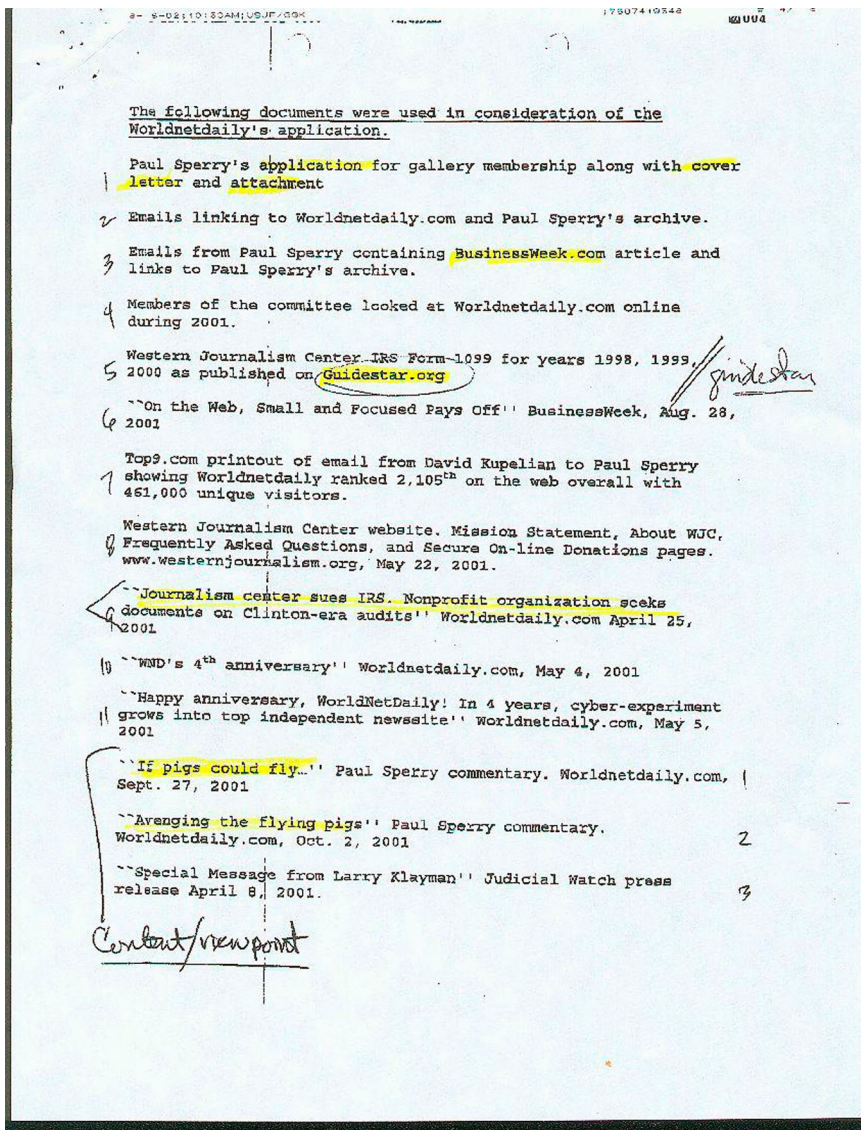 8- 6-02;10:30AM;USJF/GGK ;7607419348 # 4/
004
The following documents were used in consideration of the
Worldnetdaily's application.
Paul Sperry's application for gallery membership along with cover
1 letter and attachment
2 Emails linking to Worldnetdaily.com and Paul Sperry's archive.
3 Emails from Paul Sperry containing BusinessWeek.com article and
links to Paul Sperry's archive.
4 Members of the committee looked at Worldnetdaily.com online
during 2001.
Western Journalism Center IRS Form 1099 for years 1998, 1999,
5 2000 as published on Guidestar.org
guidestar
6 ``On the Web, Small and Focused Pays Off'' BusinessWeek, Aug. 28,
2001
Top9.com printout of email from David Kupelian to Paul Sperry
7 showing Worldnetdaily ranked 2,105th on the web overall with
461,000 unique visitors.
Western Journalism Center website. Mission Statement, About WJC,
8 Frequently Asked Questions, and Secure On-line Donations pages.
www.westernjournalism.org, May 22, 2001.
``Journalism center sues IRS. Nonprofit organization seeks
9 documents on Clinton-era audits'' Worldnetdaily.com April 25,
2001
10 ``WND's 4th anniversary'' Worldnetdaily.com, May 4, 2001
``Happy anniversary, WorldNetDaily! In 4 years, cyber-experiment
11 grows into top independent newssite'' Worldnetdaily.com, May 5,
2001
``If pigs could fly…'' Paul Sperry commentary. Worldnetdaily.com, 1
Sept. 27, 2001
``Avenging the flying pigs'' Paul Sperry commentary.
Worldnetdaily.com, Oct. 2, 2001 2
``Special Message from Larry Klayman'' Judicial Watch press
release April 8, 2001. 3
Content/viewpoint